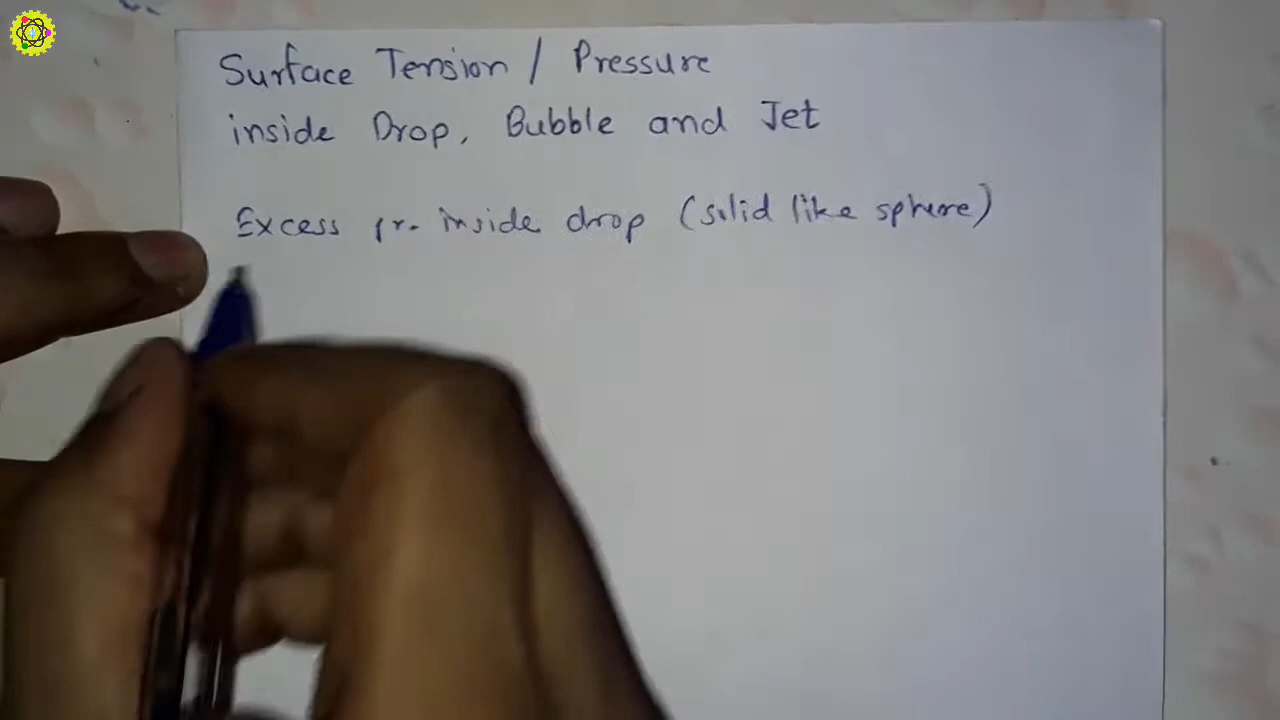 Surface Tension / Pressure
inside Drop, Bubble and Jet
Excess pr. inside drop (solid like sphere)